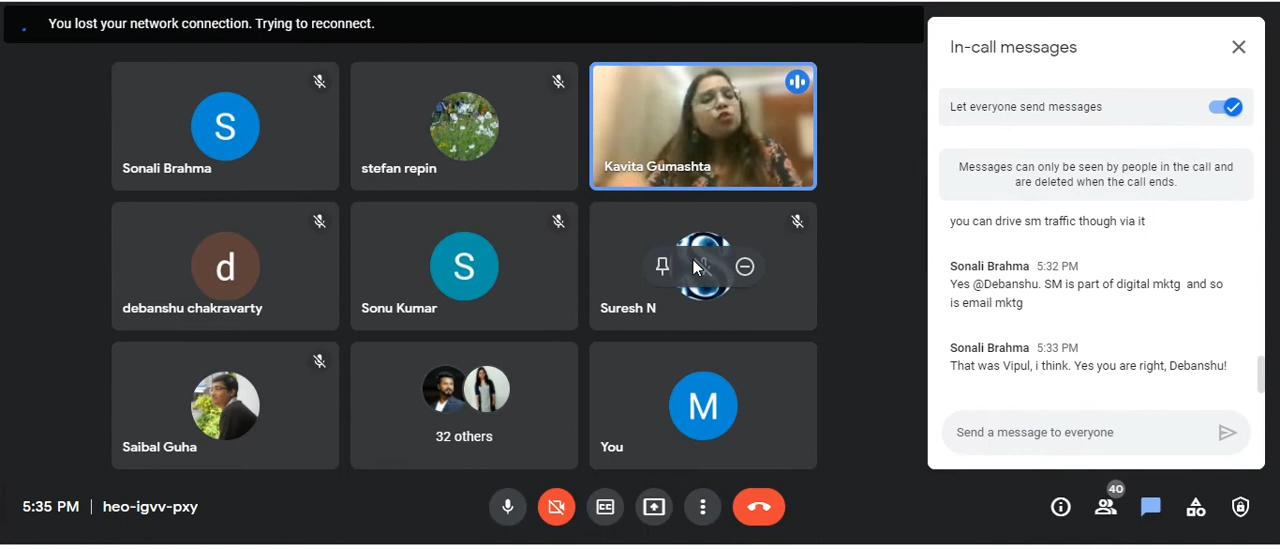 You lost your network connection. Trying to reconnect.
S
Sonali Brahma
stefan repin
Kavita Gumashta
d
debanshu chakravarty
S
Sonu Kumar
Suresh N
Saibal Guha
32 others
M
You
In-call messages
Let everyone send messages
Messages can only be seen by people in the call and
are deleted when the call ends.
you can drive sm traffic though via it
Sonali Brahma 5:32 PM
Yes @Debanshu. SM is part of digital mktg and so
is email mktg
Sonali Brahma 5:33 PM
That was Vipul, i think. Yes you are right, Debanshu!
Send a message to everyone
5:35 PM | heo-igvv-pxy
CC
40